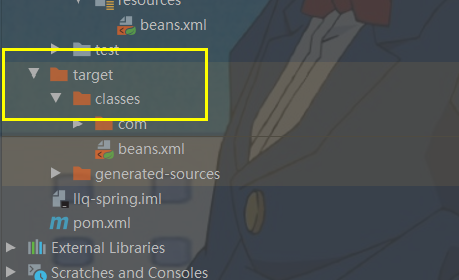 resources
beans.xml
test
target
classes
com
beans.xml
generated-sources
llq-spring.iml
pom.xml
External Libraries
Scratches and Consoles